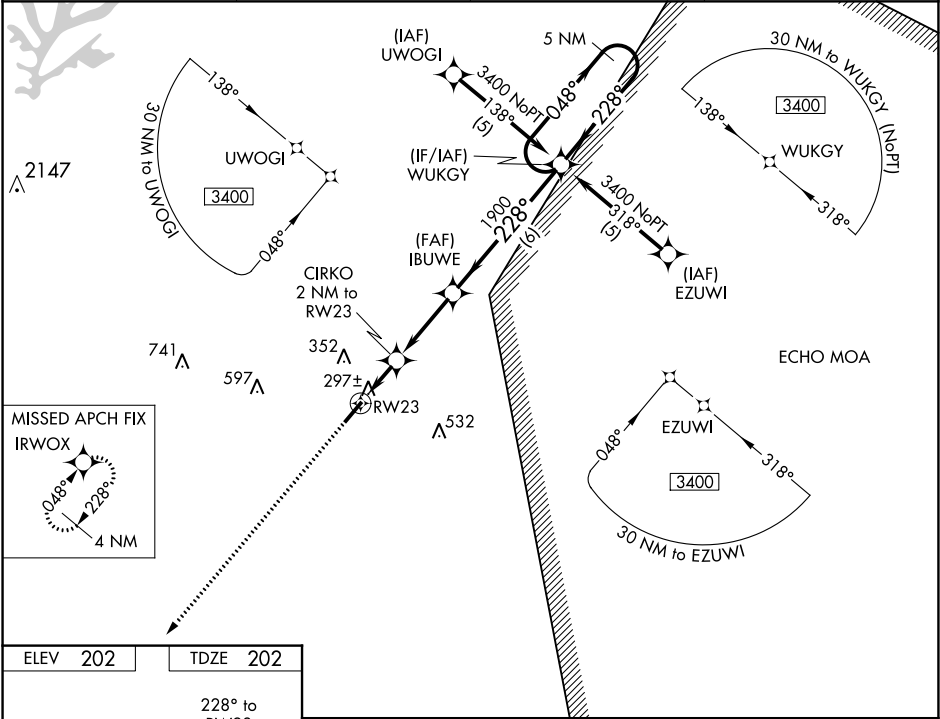 (IAF)
UWOGI
5 NM
3400 NoPT
138°
(5)
048°
228°
30 NM to WUKGY (NoPT)
138°
3400
WUKGY
318°
138°
30 NM to UWOGI
UWOGI
3400
048°
2147
(IF/IAF)
WUKGY
3400 NoPT
318°
(5)
(IAF)
EZUWI
1900
228°
(6)
(FAF)
IBUWE
CIRKO
2 NM to
RW23
741
597
352
297±
RW23
532
ECHO MOA
EZUWI
048°
318°
3400
30 NM to EZUWI
MISSED APCH FIX
IRWOX
048°
228°
4 NM
ELEV 202
TDZE 202
228° to